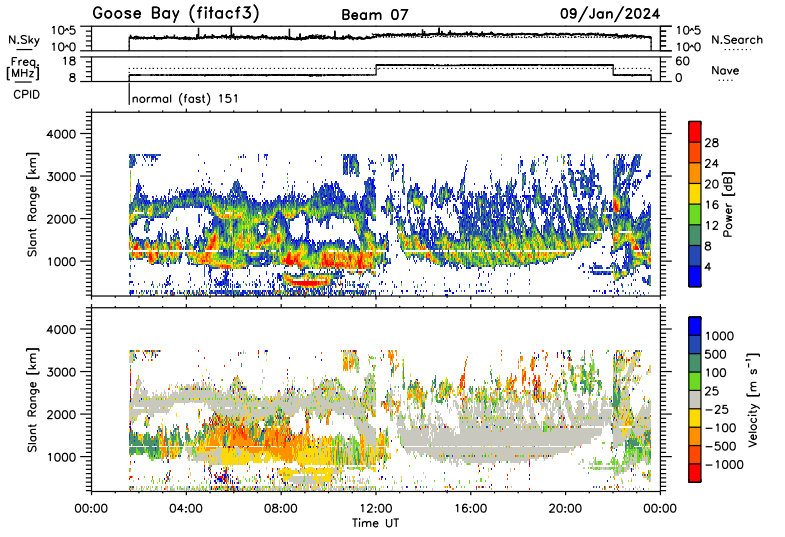 Goose Bay (fitacf3) Beam 07 09/Jan/2024
N.Sky 10^5 10^0 10^5 10^0 N.Search
Freq. [MHz] 18 8 60 0 Nave
CPID normal (fast) 151
Slant Range [km] 4000 3000 2000 1000
Power [dB] 28 24 20 16 12 8 4
Slant Range [km] 4000 3000 2000 1000
Velocity [m s⁻¹] 1000 500 100 25 −25 −100 −500 −1000
00:00 04:00 08:00 12:00 16:00 20:00 00:00
Time UT